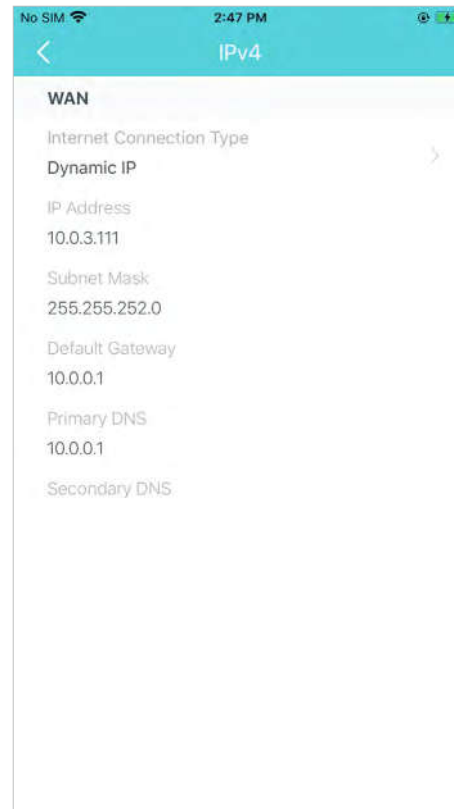 No SIM 2:47 PM
IPv4
WAN
Internet Connection Type
Dynamic IP
IP Address
10.0.3.111
Subnet Mask
255.255.252.0
Default Gateway
10.0.0.1
Primary DNS
10.0.0.1
Secondary DNS